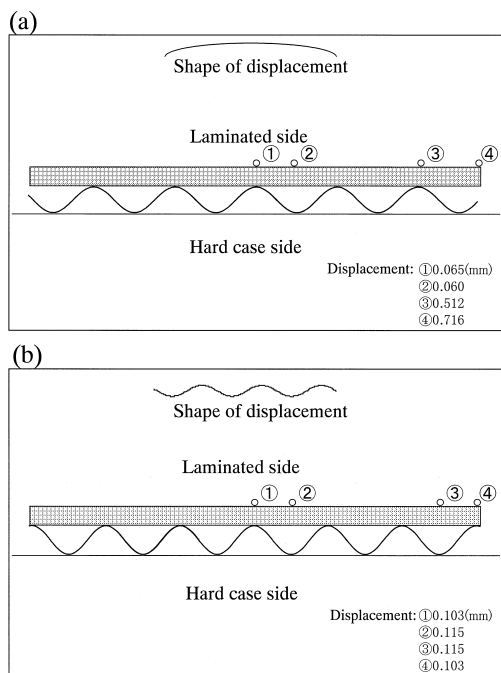 (a)
Shape of displacement
Laminated side
① ② ③ ④
Hard case side
Displacement: ①0.065(mm)
②0.060
③0.512
④0.716
(b)
Shape of displacement
Laminated side
① ② ③ ④
Hard case side
Displacement: ①0.103(mm)
②0.115
③0.115
④0.103